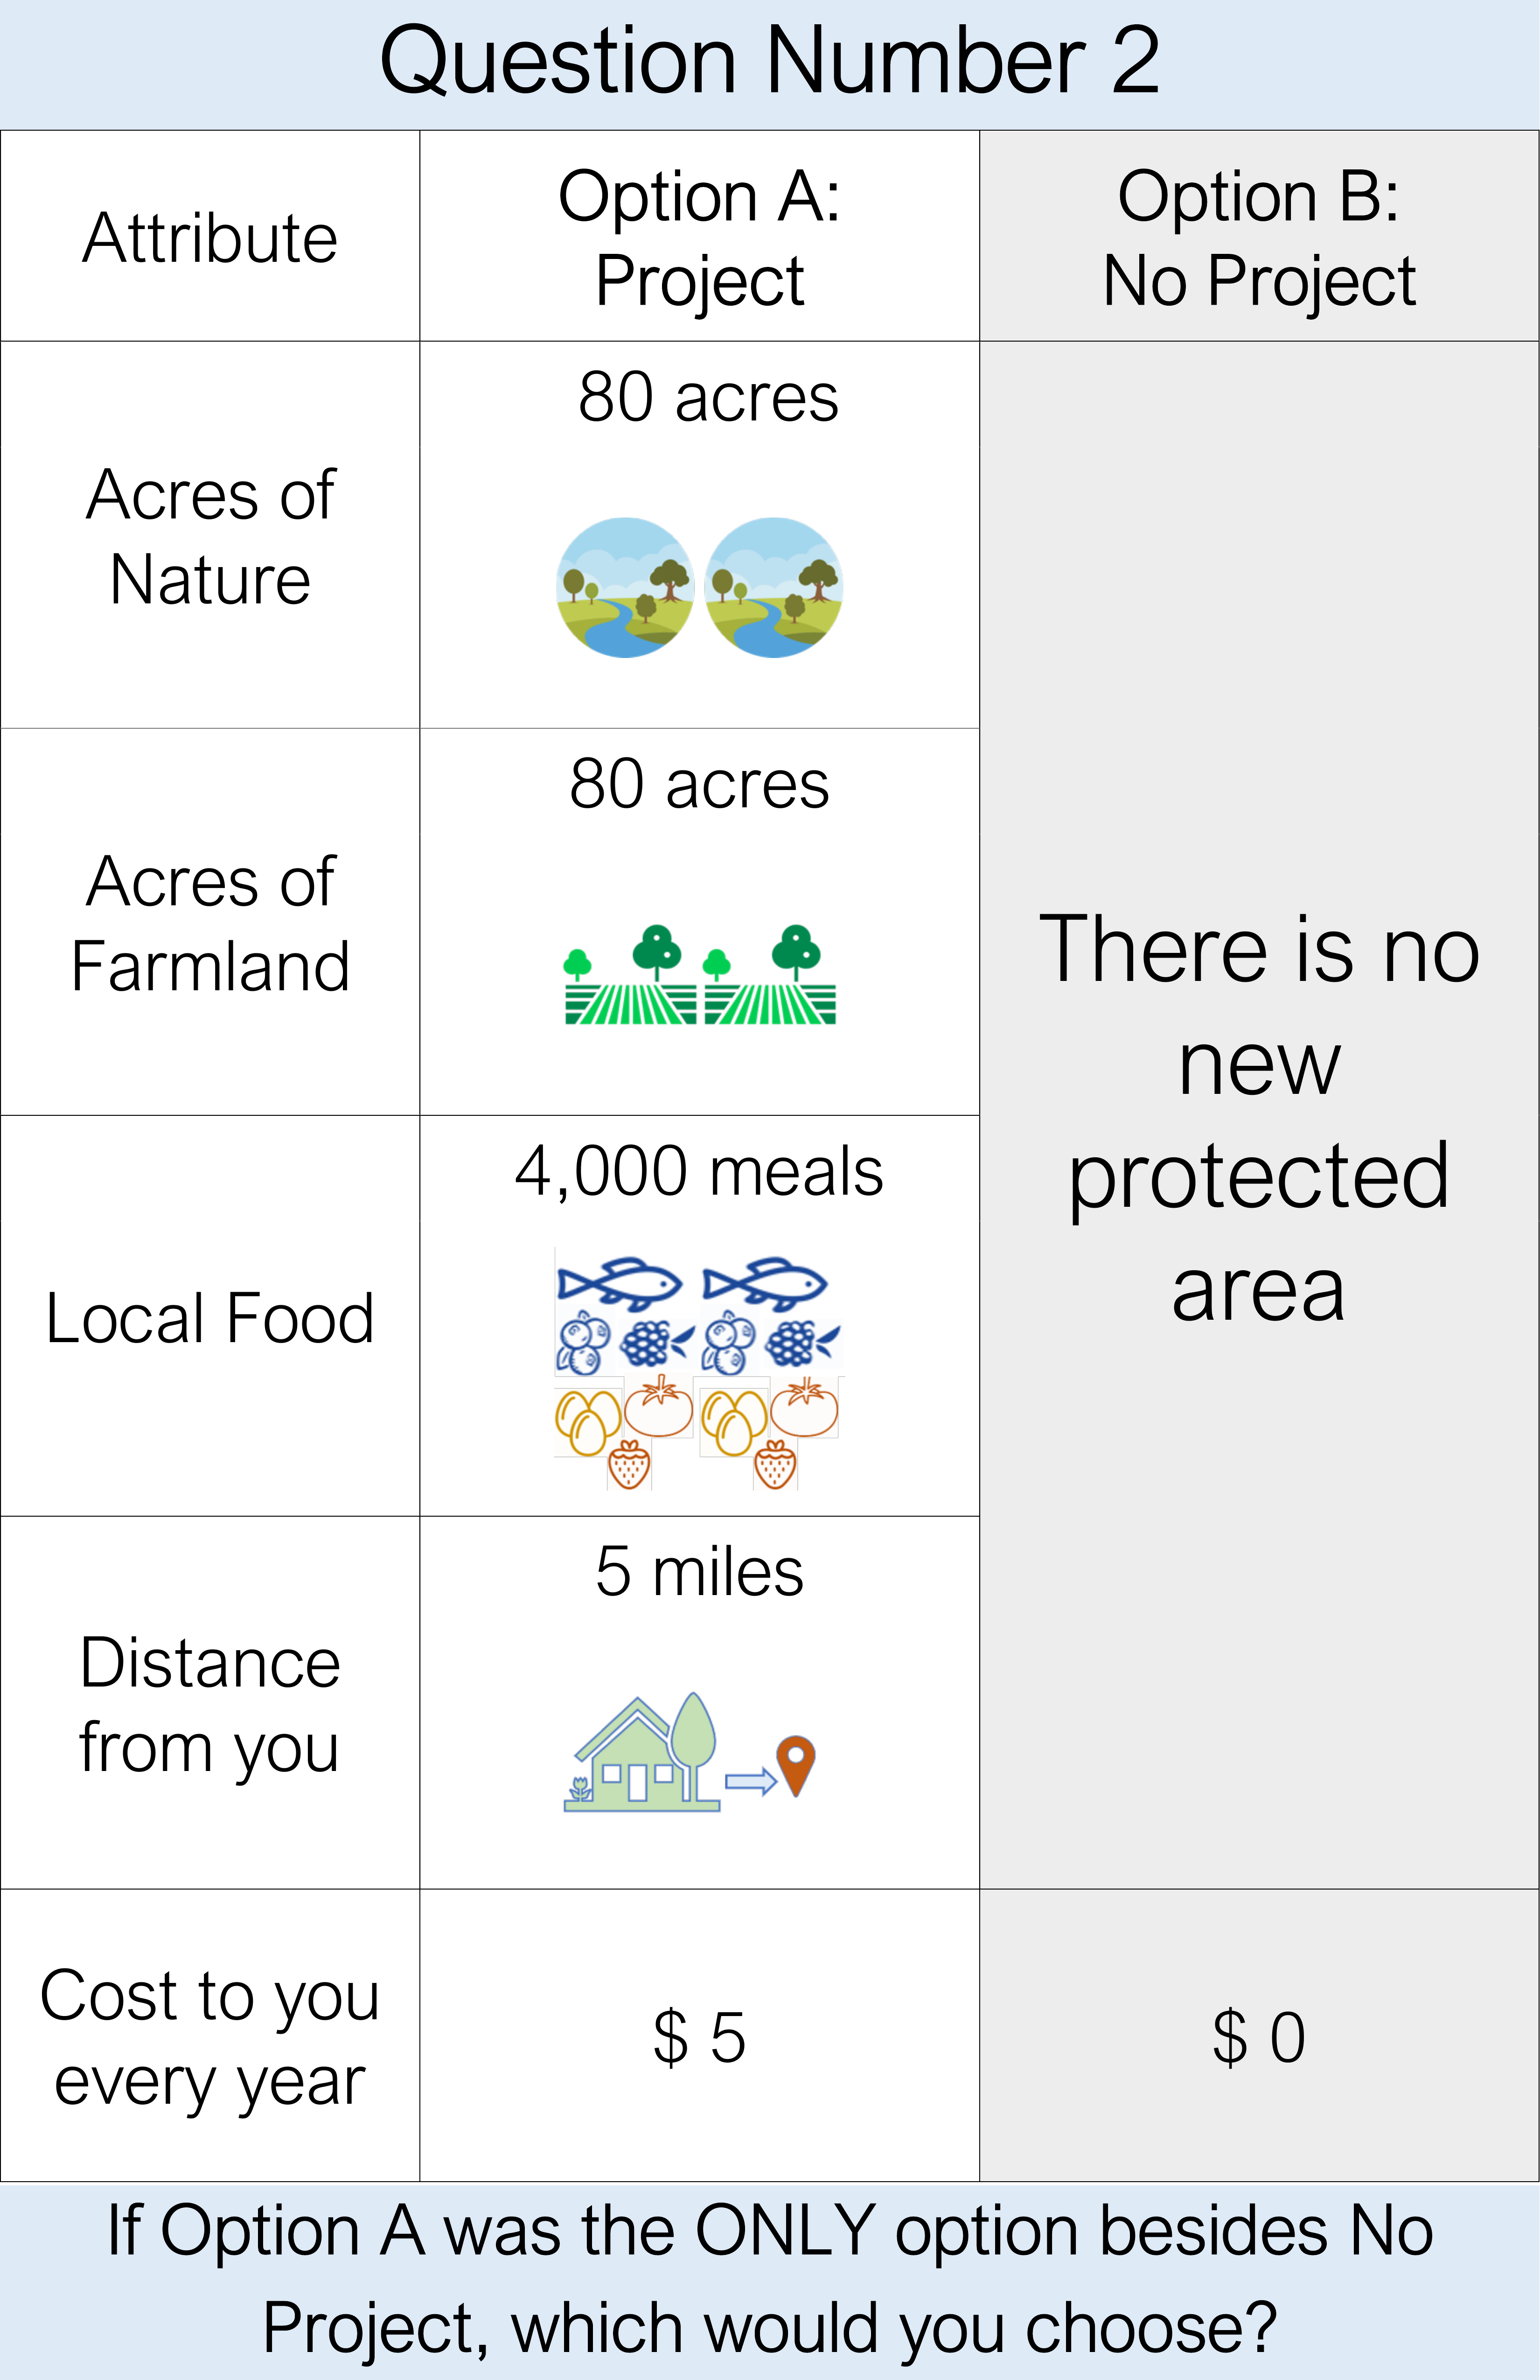 Question Number 2
Attribute
Option A:
Project
Option B:
No Project
Acres of
Nature
80 acres
Acres of
Farmland
80 acres
Local Food
4,000 meals
Distance
from you
5 miles
There is no
new
protected
area
Cost to you
every year
$ 5
$ 0
If Option A was the ONLY option besides No
Project, which would you choose?